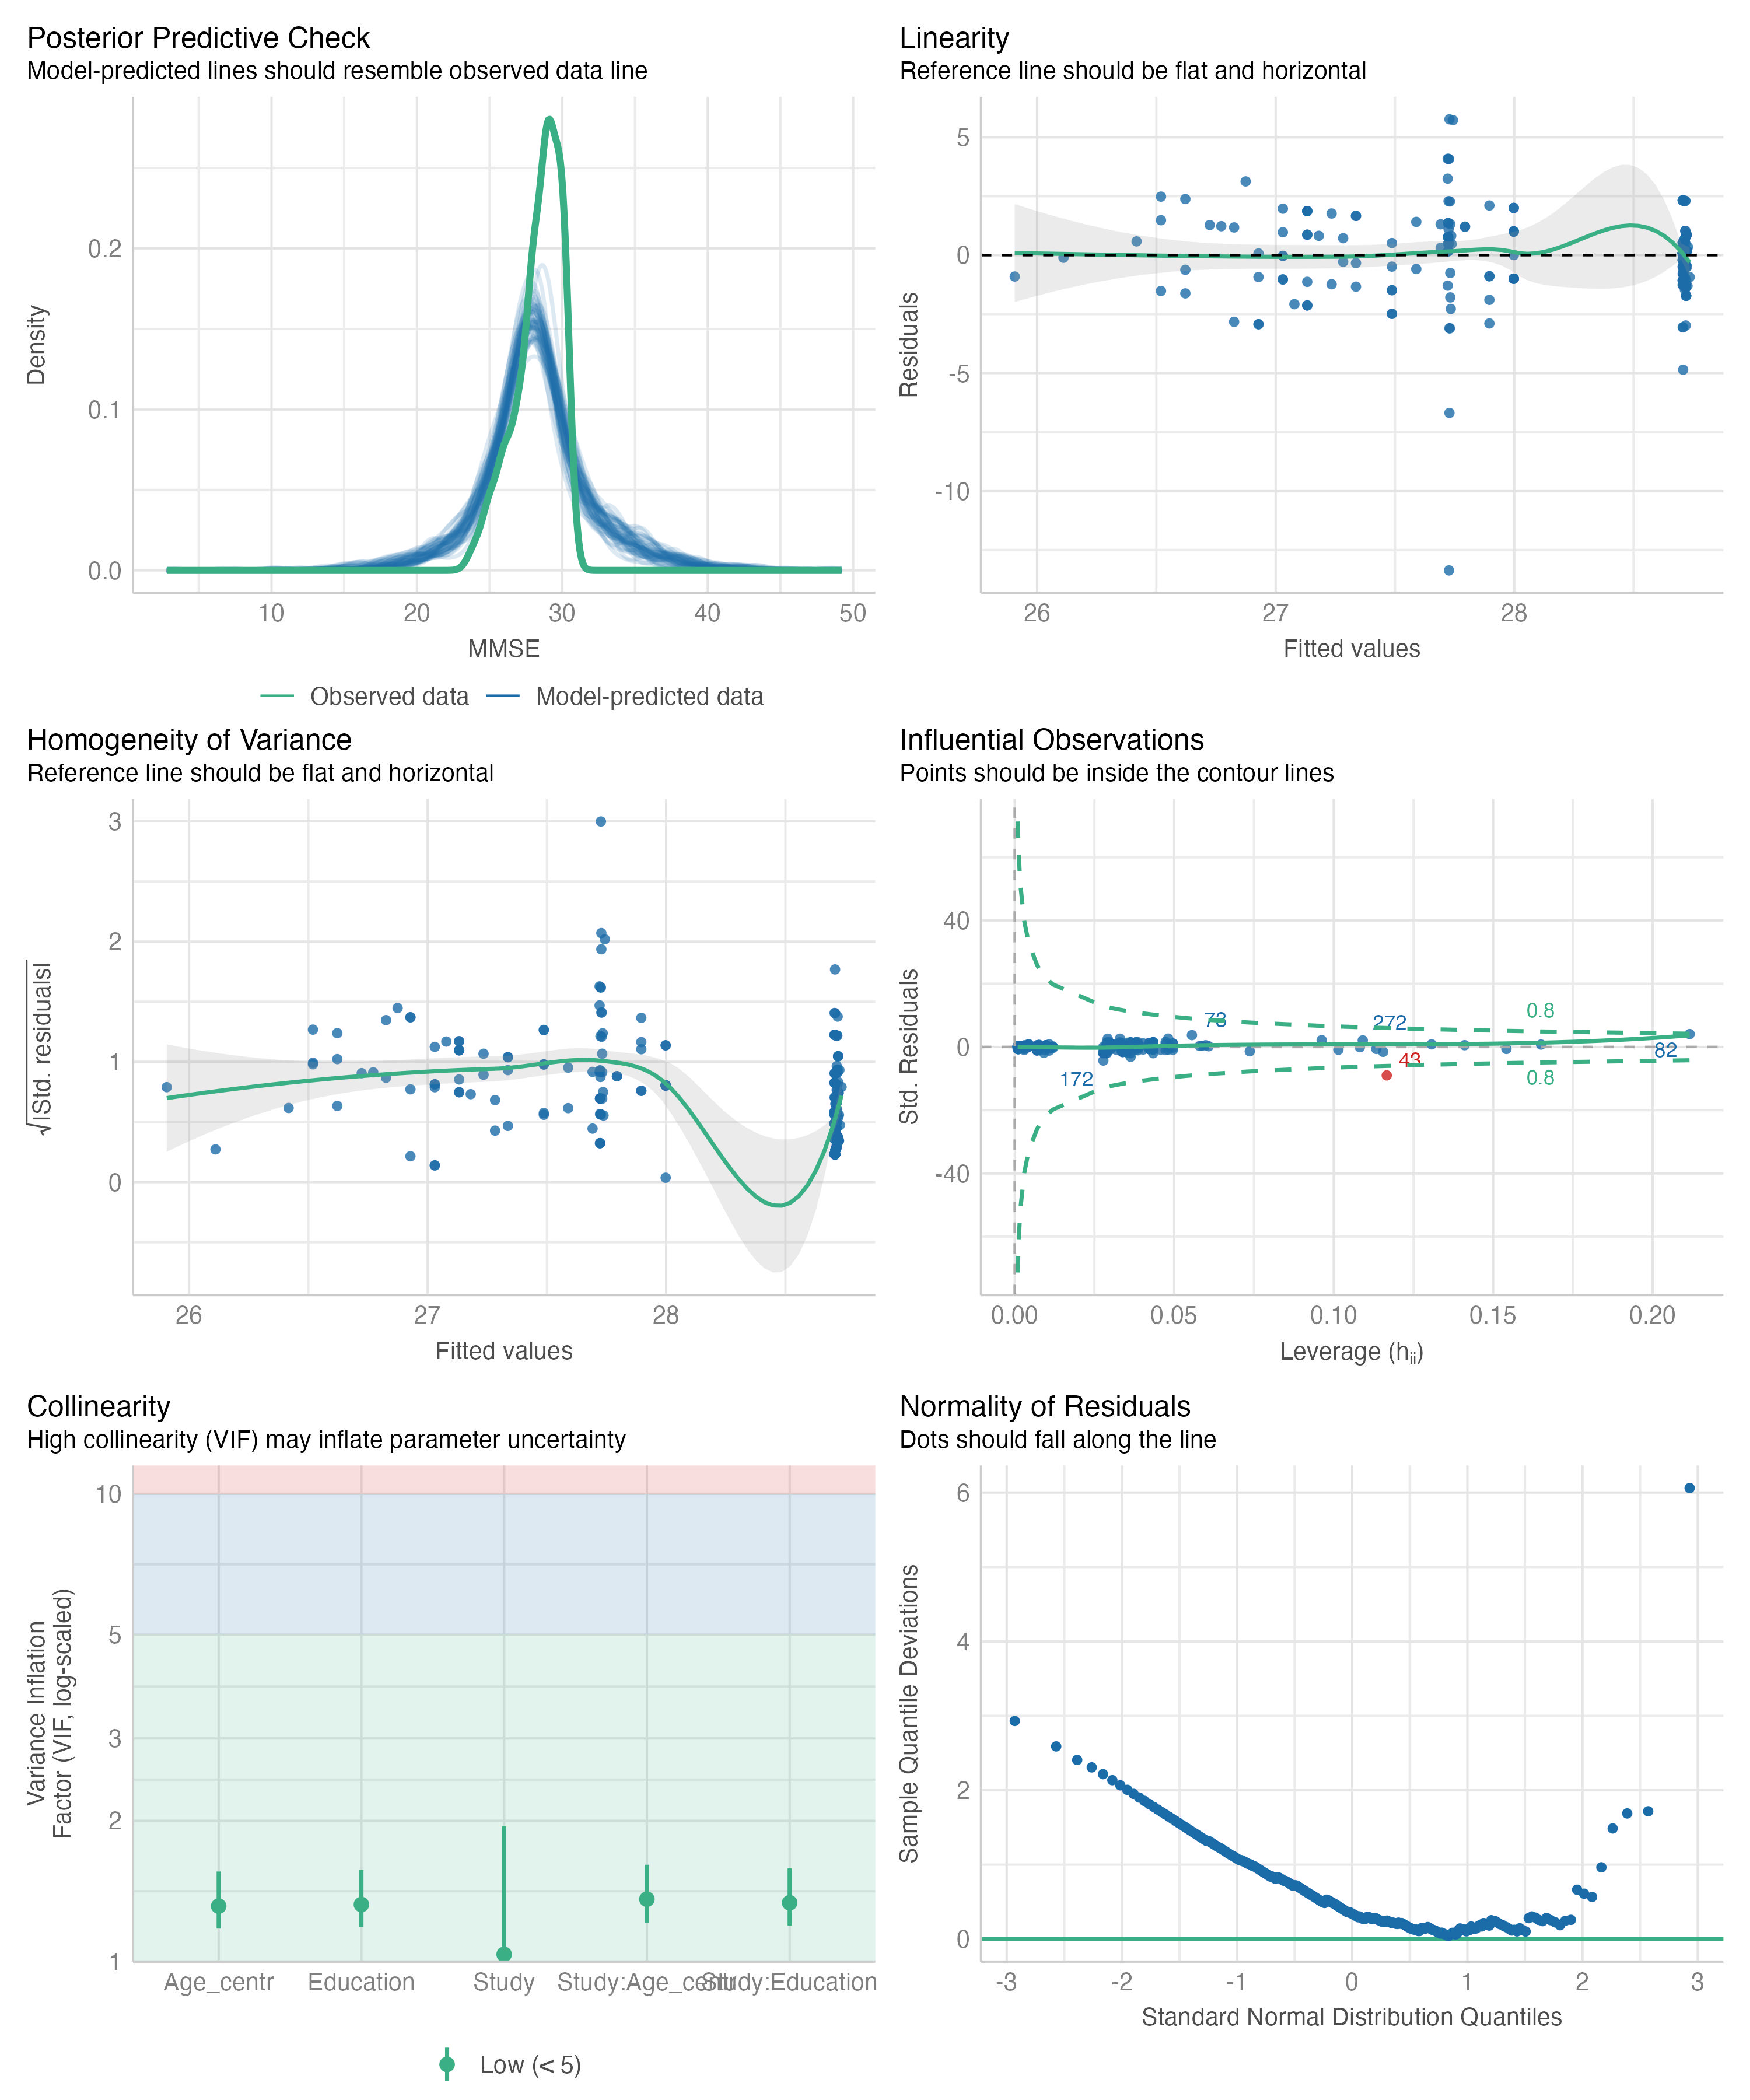 Posterior Predictive Check
Model-predicted lines should resemble observed data line
0.2
0.1
0.0
Density
10 20 30 40 50
MMSE
Observed data Model-predicted data
Linearity
Reference line should be flat and horizontal
5
0
-5
-10
Residuals
26 27 28
Fitted values
Homogeneity of Variance
Reference line should be flat and horizontal
3
2
1
0
√|Std. residuals|
26 27 28
Fitted values
Influential Observations
Points should be inside the contour lines
40
0
-40
Std. Residuals
73
272
0.8
43
82
172
0.8
0.00 0.05 0.10 0.15 0.20
Leverage (hii)
Collinearity
High collinearity (VIF) may inflate parameter uncertainty
10
5
3
2
1
Variance Inflation
Factor (VIF, log-scaled)
Age_centr Education Study Study:Age_centr Study:Education
Low (< 5)
Normality of Residuals
Dots should fall along the line
6
4
2
0
Sample Quantile Deviations
-3 -2 -1 0 1 2 3
Standard Normal Distribution Quantiles